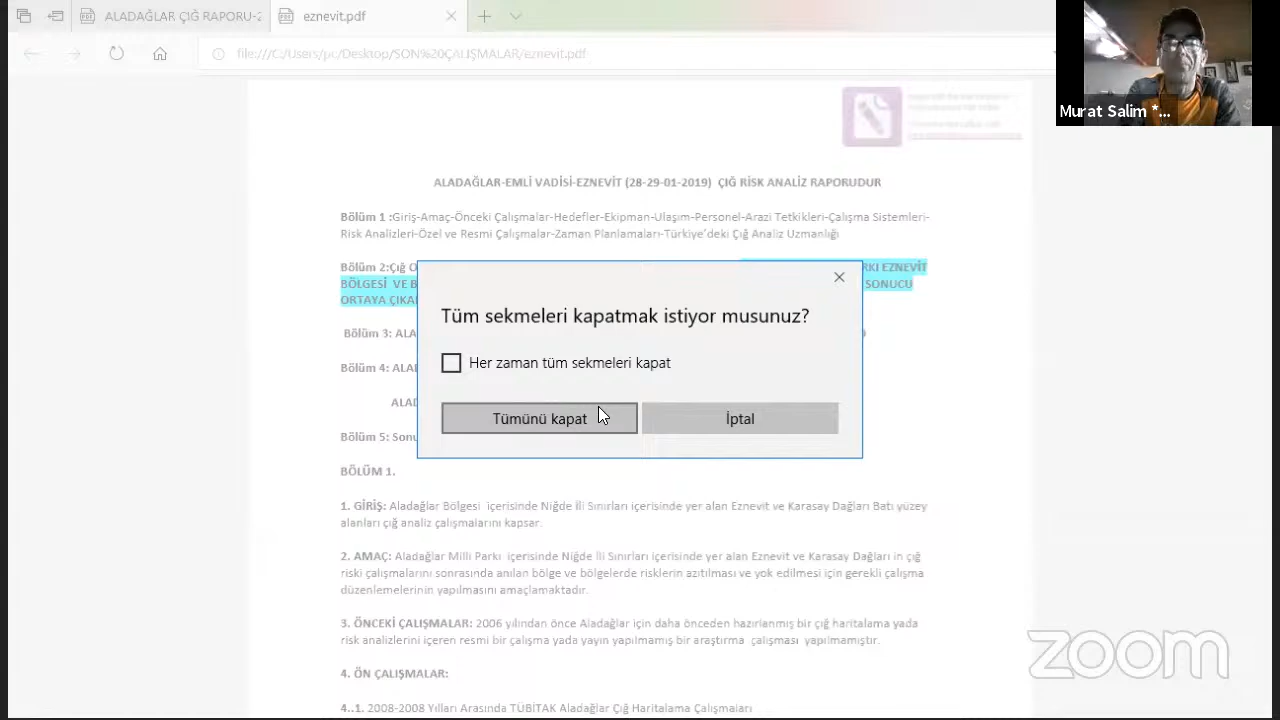 ALADAĞLAR ÇIĞ RAPORU-2
eznevit.pdf
file:///C:/Users/pc/Desktop/SON%20ÇALIŞMALAR/eznevit.pdf
Murat Salim *...
ALADAĞLAR-EMLİ VADİSİ-EZNEVİT (28-29-01-2019) ÇIĞ RİSK ANALİZ RAPORUDUR
Bölüm 1 :Giriş-Amaç-Önceki Çalışmalar-Hedefler-Ekipman-Ulaşım-Personel-Arazi Tetkikleri-Çalışma Sistemleri-
Risk Analizleri-Özel ve Resmi Çalışmalar-Zaman Planlamaları-Türkiye'deki Çığ Analiz Uzmanlığı
Bölüm 2:Çığ O RKI EZNEVİT
BÖLGESİ VE B SONUCU
ORTAYA ÇIKA
Bölüm 3: ALA
Bölüm 4: ALA
ALA
Bölüm 5: Sonu
Tüm sekmeleri kapatmak istiyor musunuz?
Her zaman tüm sekmeleri kapat
Tümünü kapat İptal
BÖLÜM 1.
1. GİRİŞ: Aladağlar Bölgesi içerisinde Niğde İli Sınırları içerisinde yer alan Eznevit ve Karasay Dağları Batı yüzey
alanları çığ analiz çalışmalarını kapsar.
2. AMAÇ: Aladağlar Milli Parkı içerisinde Niğde İli Sınırları içerisinde yer alan Eznevit ve Karasay Dağları in çığ
riski çalışmalarını sonrasında anılan bölge ve bölgelerde risklerin azıtılması ve yok edilmesi için gerekli çalışma
düzenlemelerinin yapılmasını amaçlamaktadır.
3. ÖNCEKİ ÇALIŞMALAR: 2006 yılından önce Aladağlar için daha önceden hazırlanmış bir çığ haritalama yada
risk analizlerini içeren resmi bir çalışma yada yayın yapılmamış bir araştırma çalışması yapılmamıştır.
4. ÖN ÇALIŞMALAR:
4..1. 2008-2008 Yılları Arasında TÜBİTAK Aladağlar Çığ Haritalama Çalışmaları
zoom